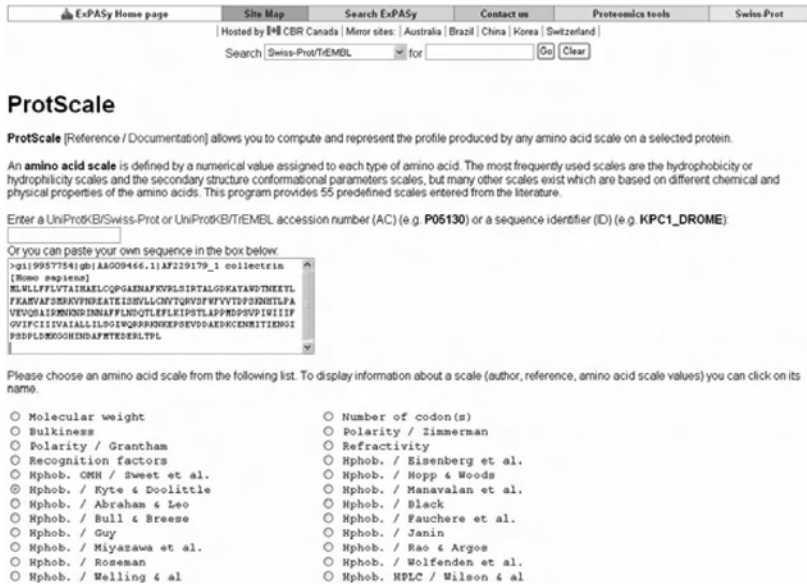 ExPASy Home page Site Map Search ExPASy Contact us Proteomics tools Swiss-Prot
Hosted by CBR Canada | Mirror sites: | Australia | Brazil | China | Korea | Switzerland |
Search Swiss-Prot/TrEMBL for Go Clear
ProtScale
ProtScale [Reference / Documentation] allows you to compute and represent the profile produced by any amino acid scale on a selected protein.
An amino acid scale is defined by a numerical value assigned to each type of amino acid. The most frequently used scales are the hydrophobicity or
hydrophilicity scales and the secondary structure conformational parameters scales, but many other scales exist which are based on different chemical and
physical properties of the amino acids. This program provides 55 predefined scales entered from the literature.
Enter a UniProtKB/Swiss-Prot or UniProtKB/TrEMBL accession number (AC) (e.g. P05130) or a sequence identifier (ID) (e.g. KPC1_DROME):
Or you can paste your own sequence in the box below:
>gi|9957754|gb|AAG09466.1|AF229179_1 collectrin
[Homo sapiens]
MLWLLFFLVTAIHAELCQPGAENAFKVRLSIRTALGDKAYAWDTNEEYL
FKAMVAFSMRKVPNREATEISHVLLCNVTQRVSFWFVVTDPSKNHTLPA
VEVQSAIRMNKNRINNAFFLNDQTLEFLKIPSTLAPPMDPSVPIWIIIF
GVIFCIIIVAIALLILSGIWQRRRKNKEPSEVDDAEDKCENMITIENGI
PSDPLDMKGGHINDAFMTEDERLTPL
Please choose an amino acid scale from the following list. To display information about a scale (author, reference, amino acid scale values) you can click on its
name.
Molecular weight Number of codon(s)
Bulkiness Polarity / Zimmerman
Polarity / Grantham Refractivity
Recognition factors Hphob. / Eisenberg et al.
Hphob. OMH / Sweet et al. Hphob. / Hopp & Woods
Hphob. / Kyte & Doolittle Hphob. / Manavalan et al.
Hphob. / Abraham & Leo Hphob. / Black
Hphob. / Bull & Breese Hphob. / Fauchere et al.
Hphob. / Guy Hphob. / Janin
Hphob. / Miyazawa et al. Hphob. / Rao & Argos
Hphob. / Roseman Hphob. / Wolfenden et al.
Hphob. / Welling & al Hphob. HPLC / Wilson & al